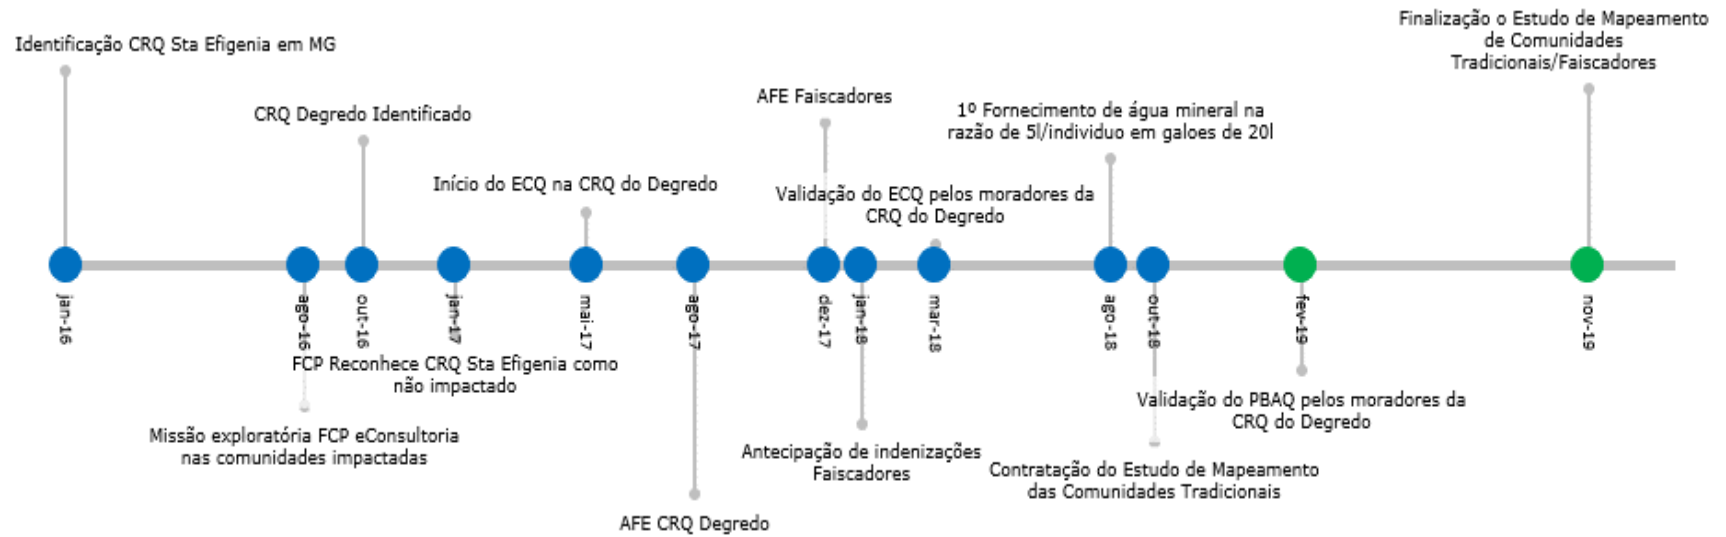 Finalização o Estudo de Mapeamento
de Comunidades
Tradicionais/Faiscadores
Identificação CRQ Sta Efigenia em MG
CRQ Degredo Identificado
AFE Faiscadores
1º Fornecimento de água mineral na
razão de 5l/individuo em galoes de 20l
Início do ECQ na CRQ do Degredo
Validação do ECQ pelos moradores da
CRQ do Degredo
jan-16
ago-16
out-16
jan-17
mai-17
ago-17
dez-17
jan-18
mar-18
ago-18
out-18
fev-19
nov-19
FCP Reconhece CRQ Sta Efigenia como
não impactado
Missão exploratória FCP eConsultoria
nas comunidades impactadas
Validação do PBAQ pelos moradores da
CRQ do Degredo
Antecipação de indenizações
Faiscadores
Contratação do Estudo de Mapeamento
das Comunidades Tradicionais
AFE CRQ Degredo